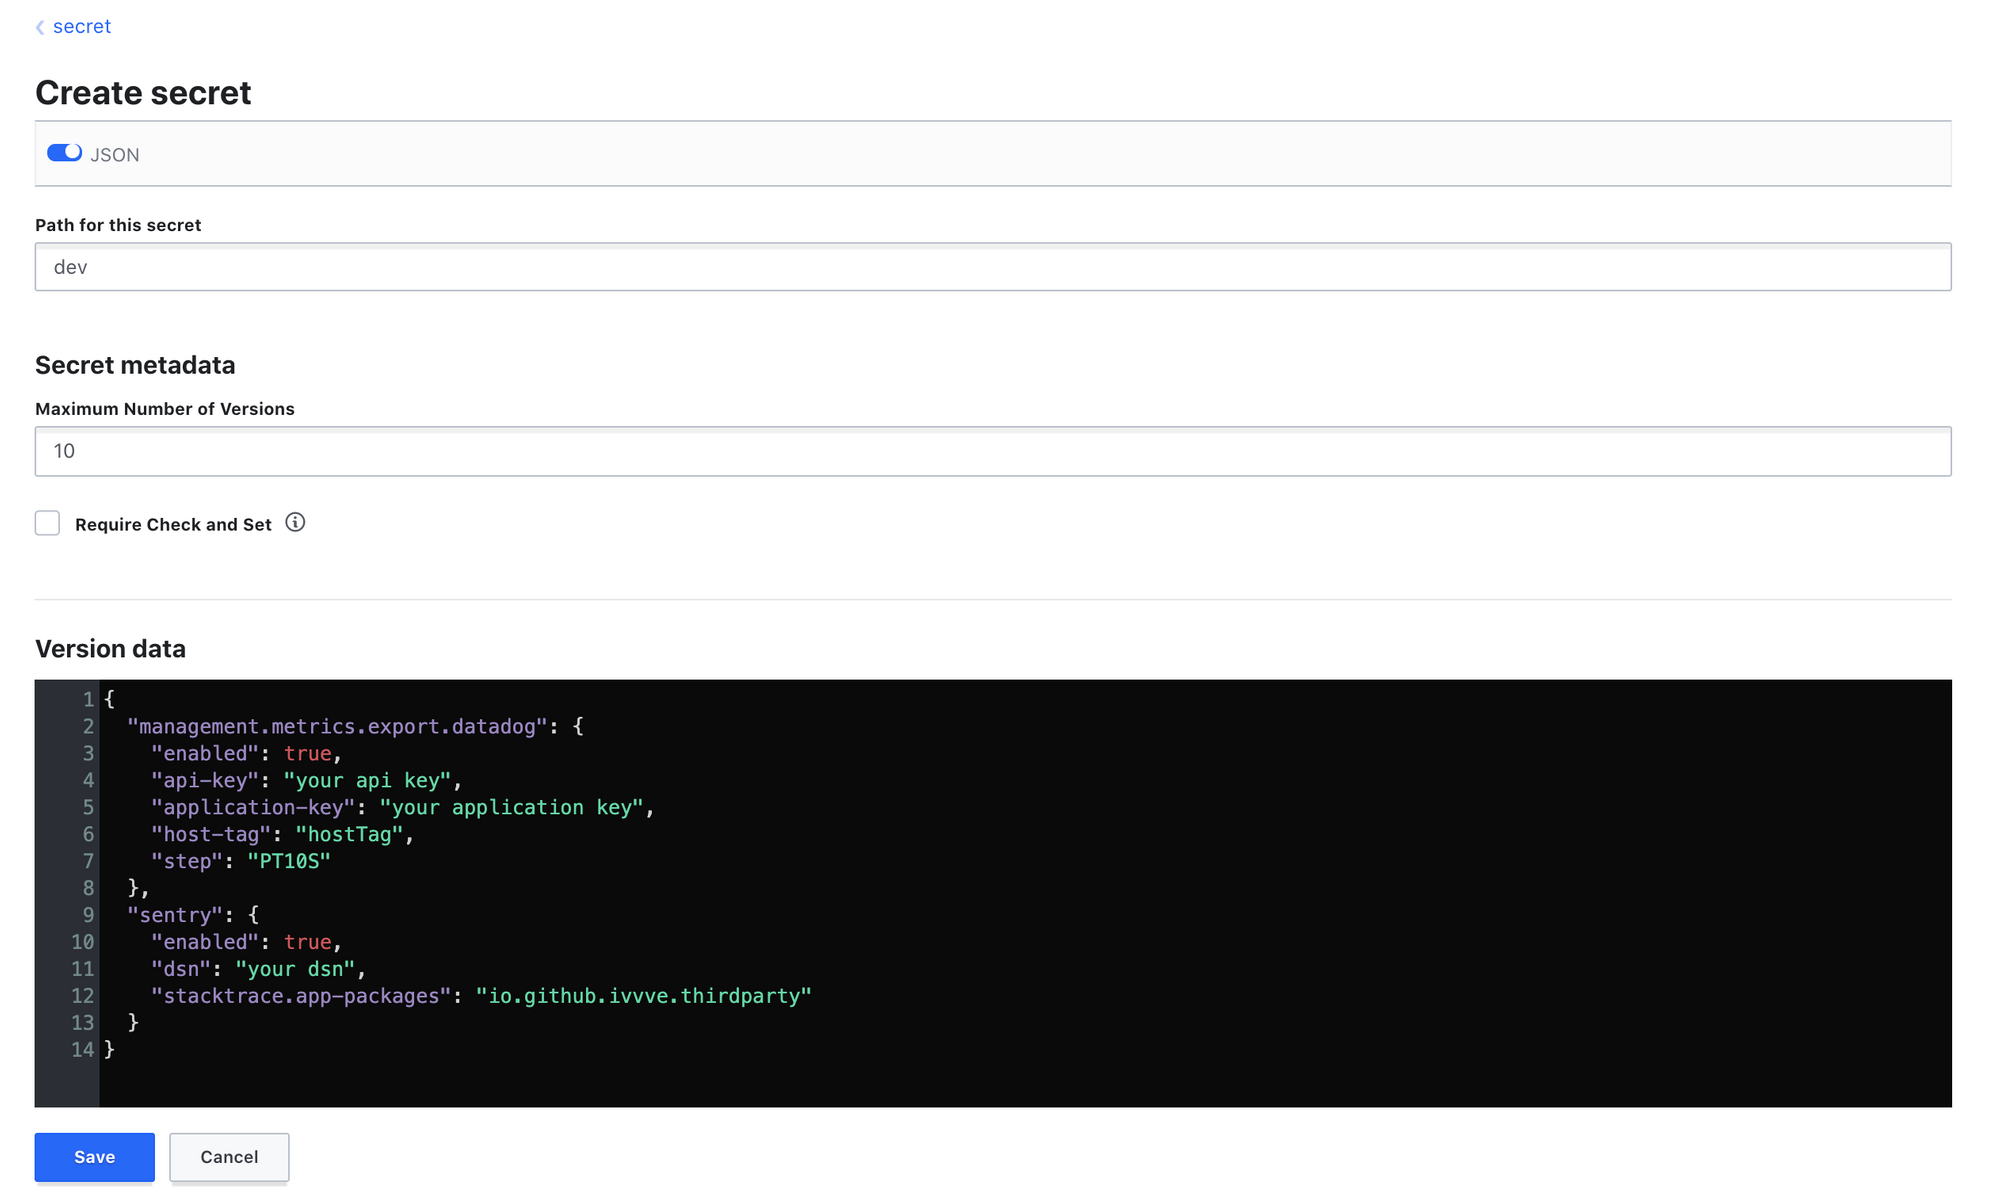 secret
Create secret
JSON
Path for this secret
dev
Secret metadata
Maximum Number of Versions
10
Require Check and Set
Version data
1 {
2   "management.metrics.export.datadog": {
3     "enabled": true,
4     "api-key": "your api key",
5     "application-key": "your application key",
6     "host-tag": "hostTag",
7     "step": "PT10S"
8   },
9   "sentry": {
10     "enabled": true,
11     "dsn": "your dsn",
12     "stacktrace.app-packages": "io.github.ivvve.thirdparty"
13   }
14 }
Save Cancel